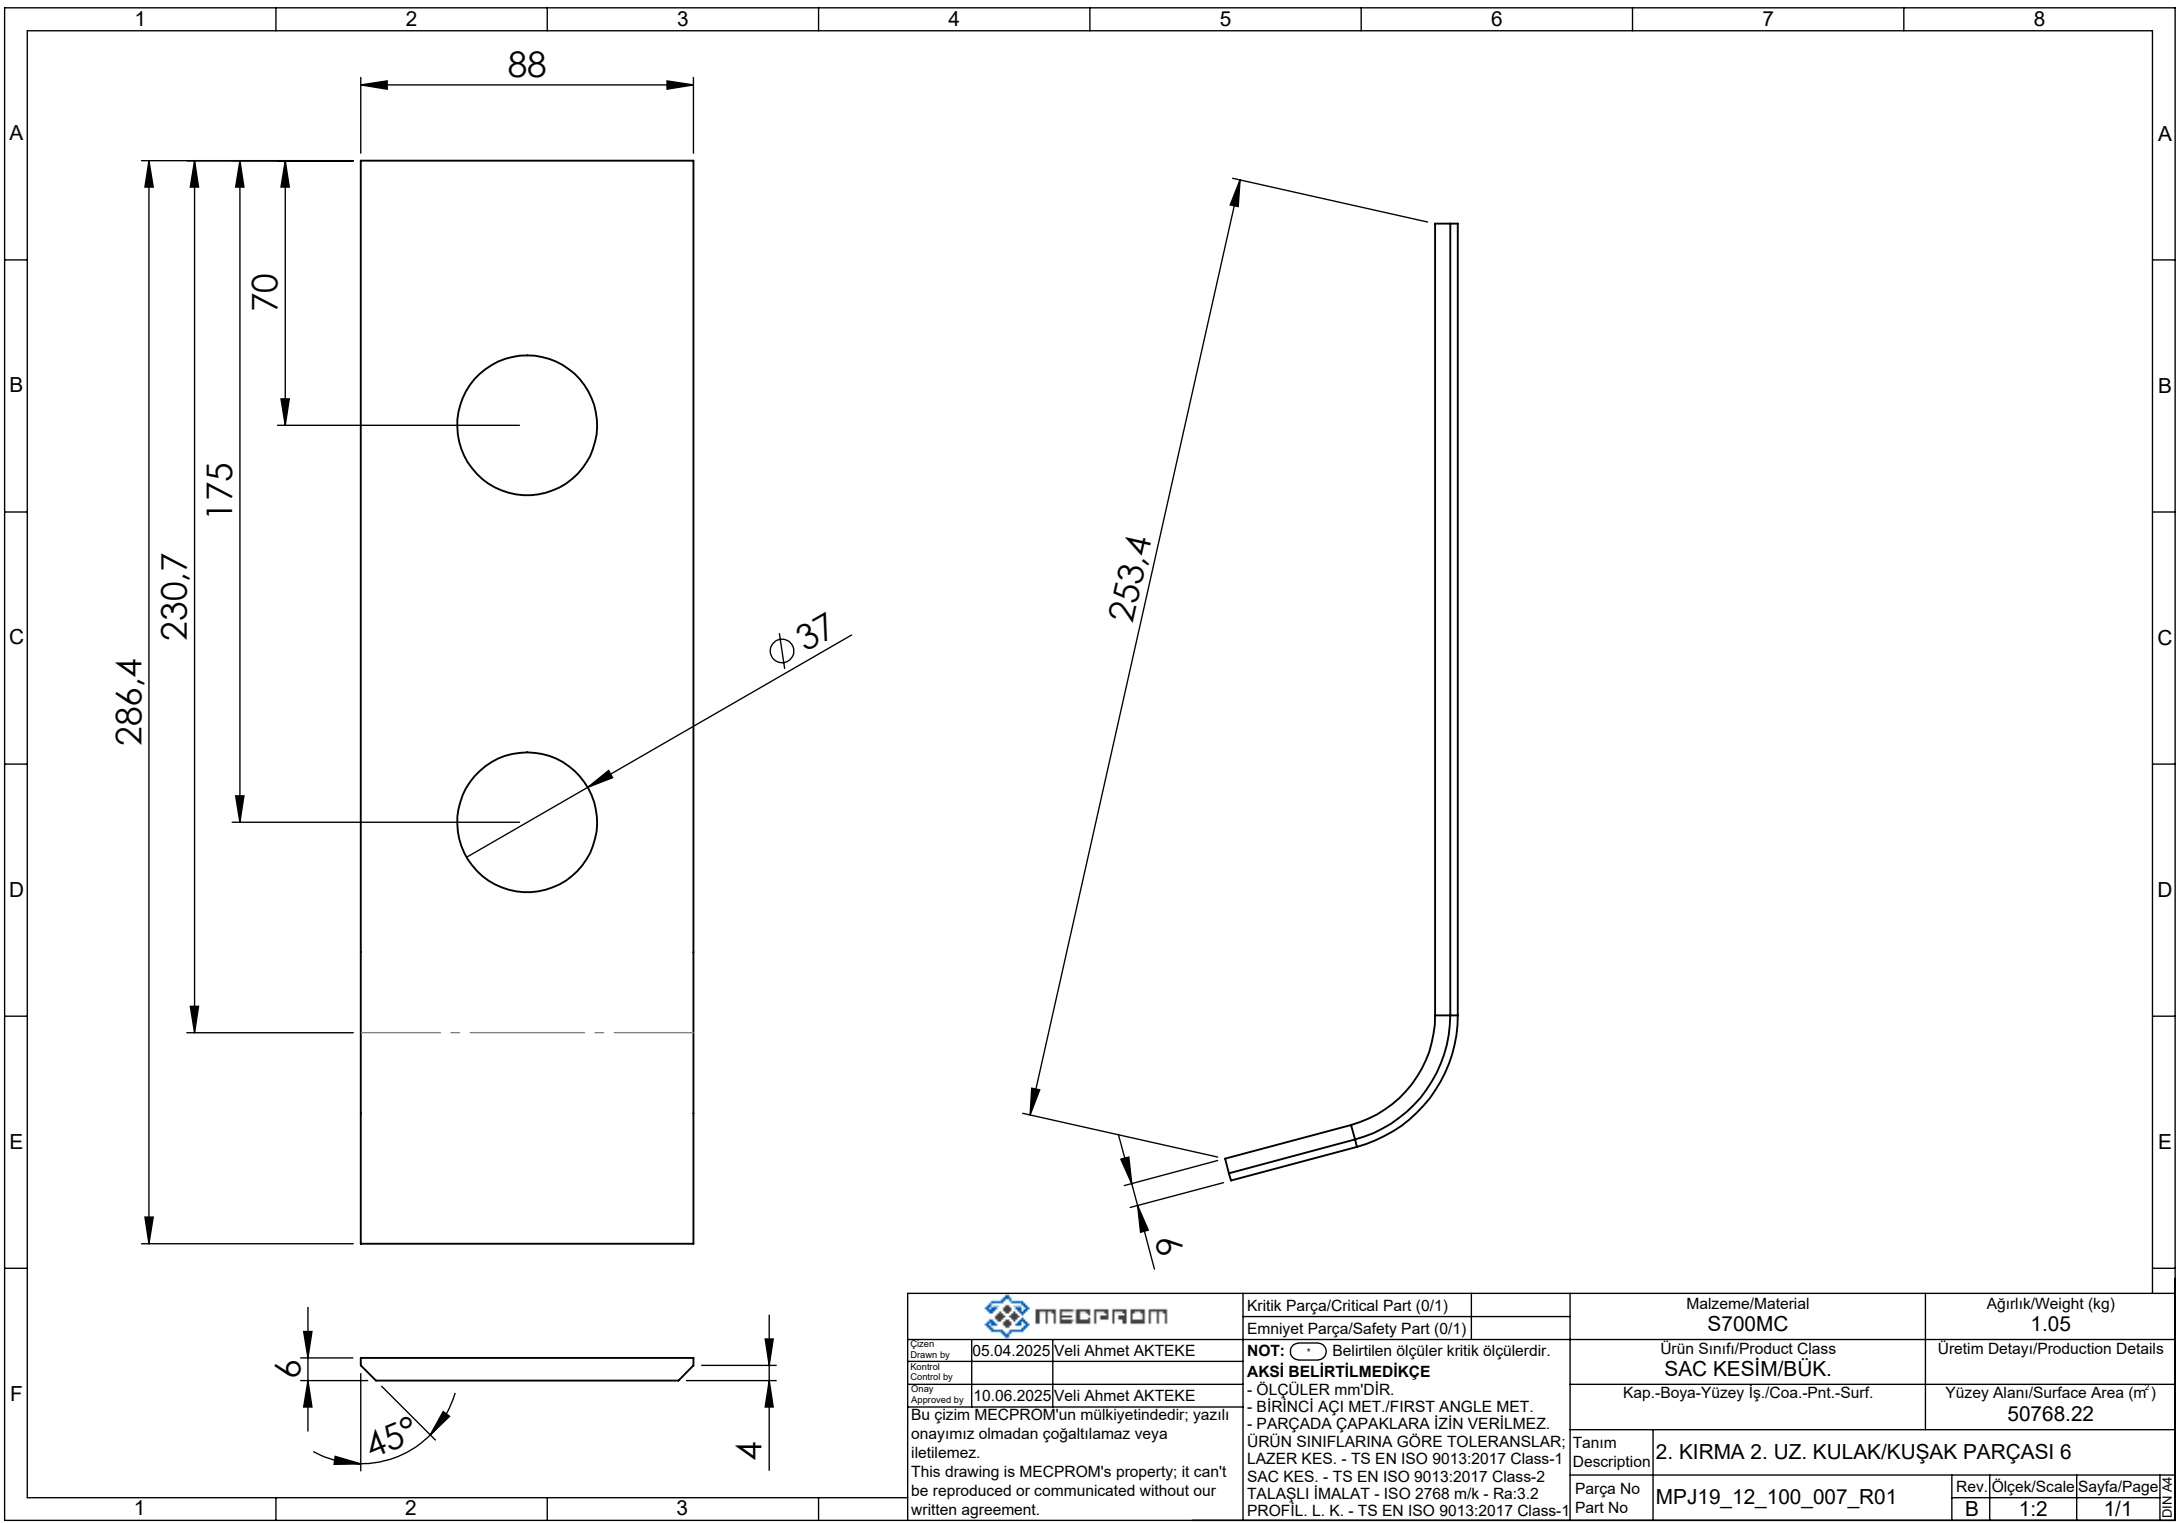 1 2 3 4 5 6 7 8
A A
B B
C C
D D
E E
F
1 2 3
88
70
175
230,7
286,4
⌀37
253,4
6
6
45°
4
MECPROM
Çizen
Drawn by
05.04.2025 Veli Ahmet AKTEKE
Kontrol
Control by
Onay
Approved by
10.06.2025 Veli Ahmet AKTEKE
Bu çizim MECPROM'un mülkiyetindedir; yazılı
onayımız olmadan çoğaltılamaz veya
iletilemez.
This drawing is MECPROM's property; it can't
be reproduced or communicated without our
written agreement.
Kritik Parça/Critical Part (0/1)
Emniyet Parça/Safety Part (0/1)
NOT: * Belirtilen ölçüler kritik ölçülerdir.
AKSİ BELİRTİLMEDİKÇE
- ÖLÇÜLER mm'DİR.
- BİRİNCİ AÇI MET./FIRST ANGLE MET.
- PARÇADA ÇAPAKLARA İZİN VERİLMEZ.
ÜRÜN SINIFLARINA GÖRE TOLERANSLAR;
LAZER KES. - TS EN ISO 9013:2017 Class-1
SAC KES. - TS EN ISO 9013:2017 Class-2
TALAŞLI İMALAT - ISO 2768 m/k - Ra:3.2
PROFİL. L. K. - TS EN ISO 9013:2017 Class-1
Malzeme/Material
S700MC
Ağırlık/Weight (kg)
1.05
Ürün Sınıfı/Product Class
SAC KESİM/BÜK.
Üretim Detayı/Production Details
Kap.-Boya-Yüzey İş./Coa.-Pnt.-Surf.
Yüzey Alanı/Surface Area (m²)
50768.22
Tanım
Description
2. KIRMA 2. UZ. KULAK/KUŞAK PARÇASI 6
Parça No
Part No
MPJ19_12_100_007_R01
Rev. Ölçek/Scale Sayfa/Page
B 1:2 1/1
DIN A4